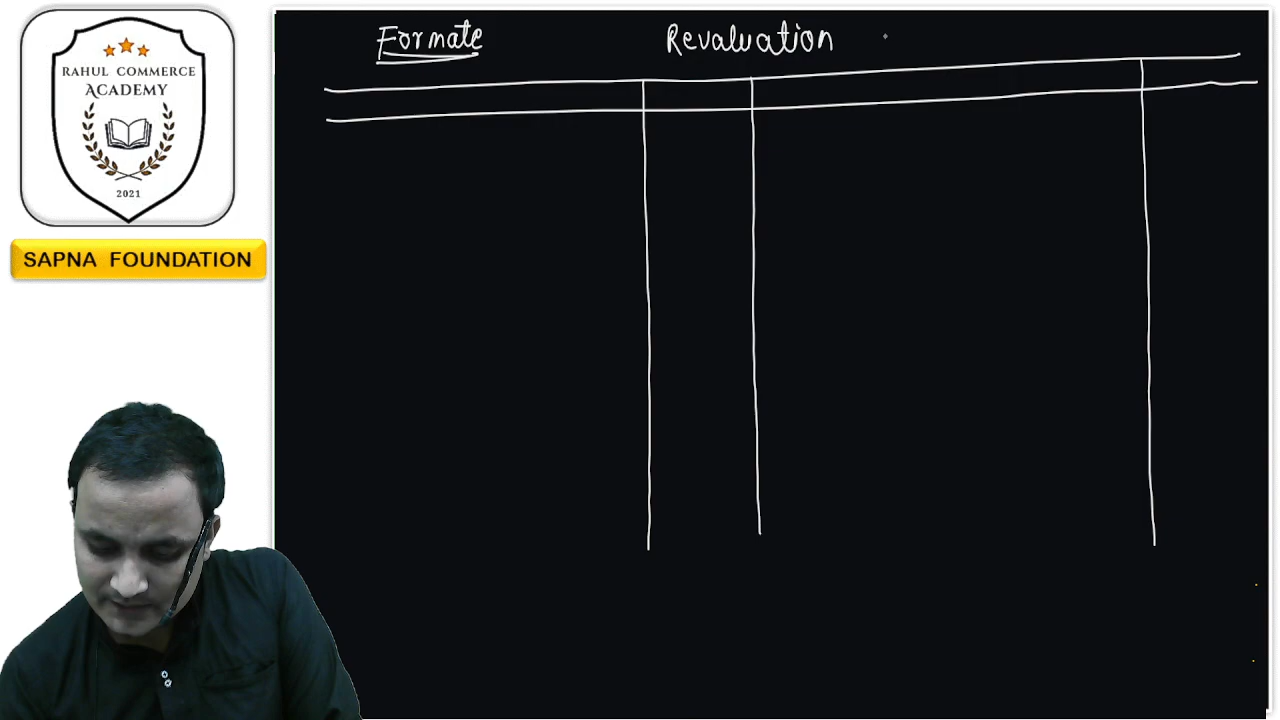 RAHUL COMMERCE
ACADEMY
2021
SAPNA FOUNDATION
Formate Revaluation